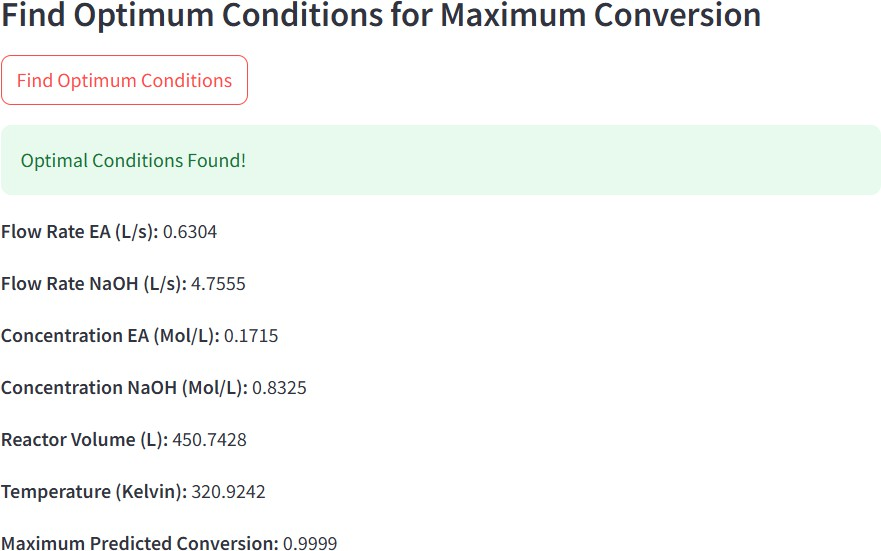 Find Optimum Conditions for Maximum Conversion
Find Optimum Conditions
Optimal Conditions Found!
Flow Rate EA (L/s): 0.6304
Flow Rate NaOH (L/s): 4.7555
Concentration EA (Mol/L): 0.1715
Concentration NaOH (Mol/L): 0.8325
Reactor Volume (L): 450.7428
Temperature (Kelvin): 320.9242
Maximum Predicted Conversion: 0.9999